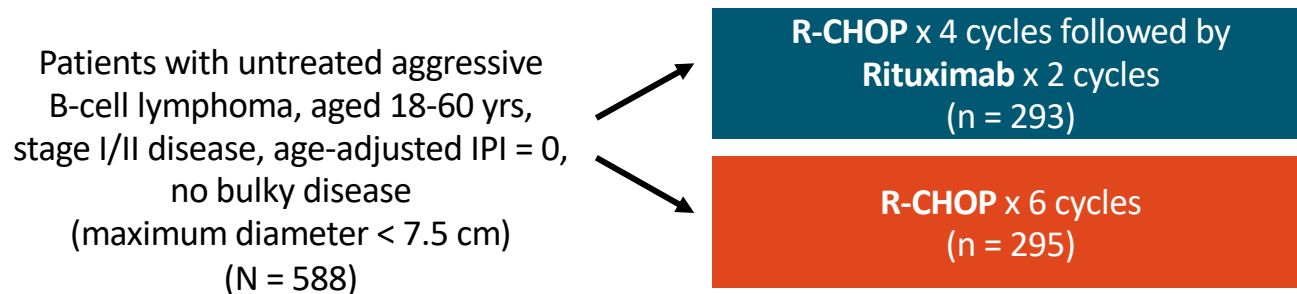 Patients with untreated aggressive
B-cell lymphoma, aged 18-60 yrs,
stage I/II disease, age-adjusted IPI = 0,
no bulky disease
(maximum diameter < 7.5 cm)
(N = 588)
R-CHOP x 4 cycles followed by
Rituximab x 2 cycles
(n = 293)
R-CHOP x 6 cycles
(n = 295)